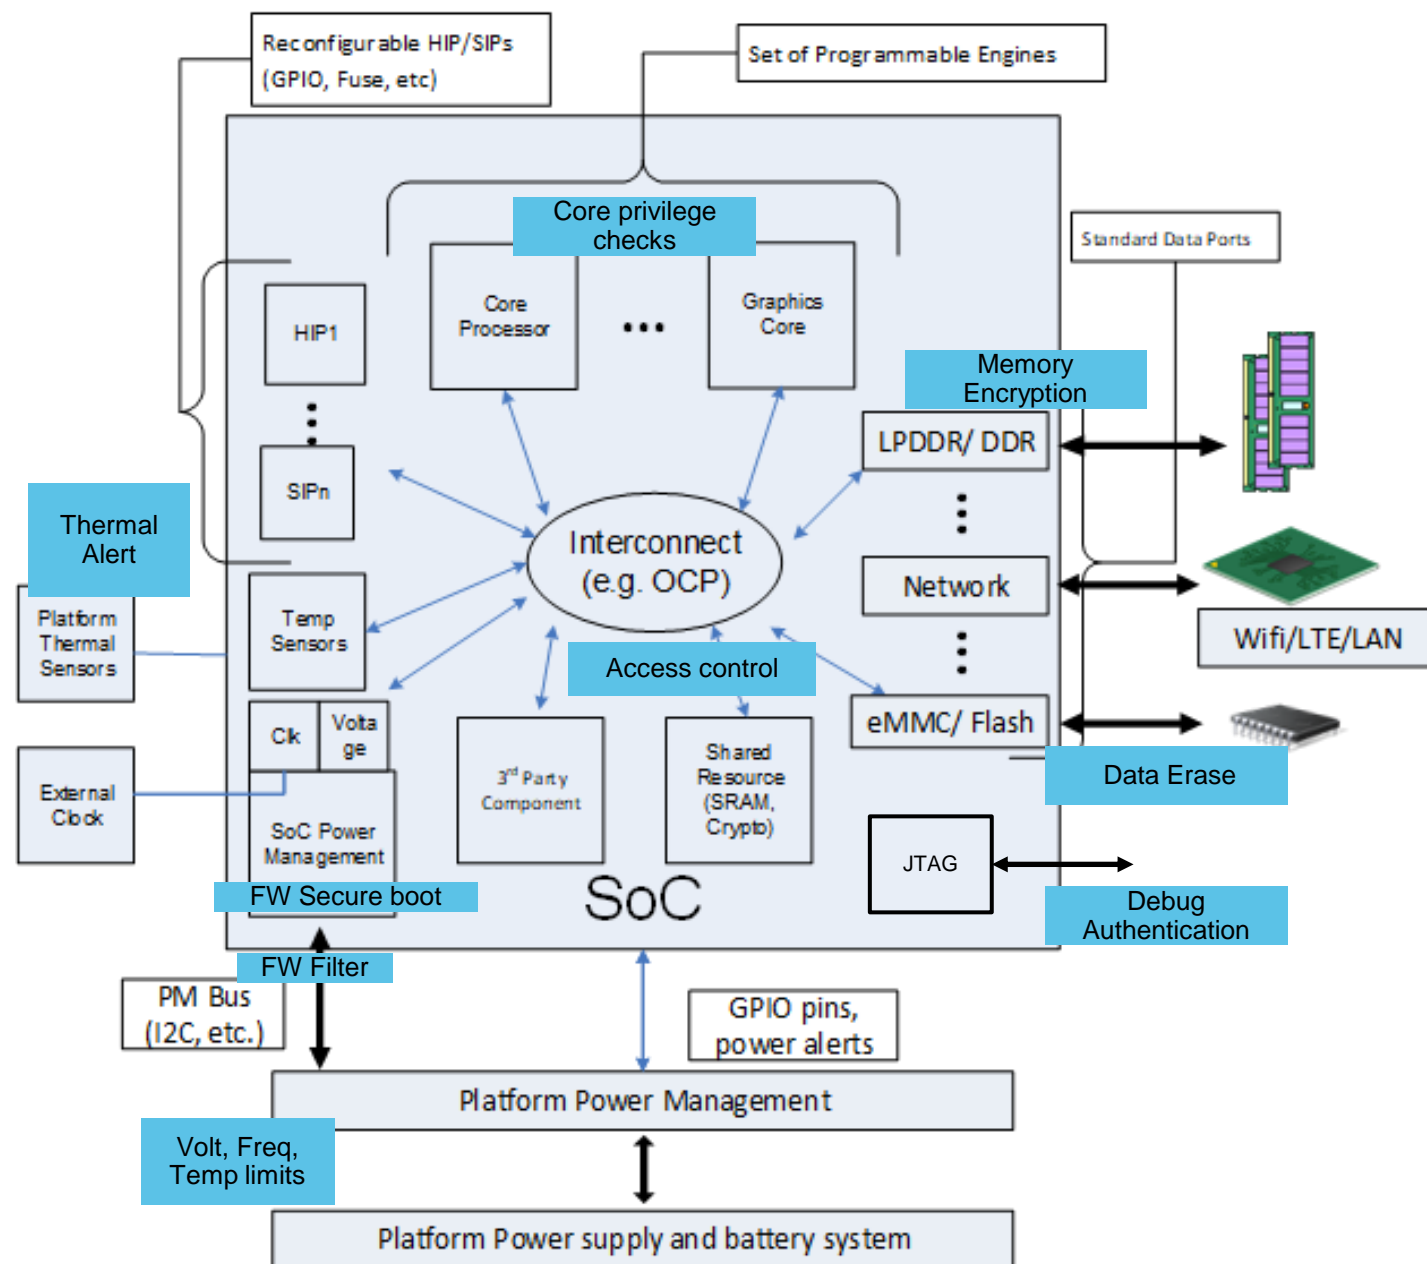 Reconfigurable HIP/SIPs
(GPIO, Fuse, etc)
Set of Programmable Engines
Core privilege
checks
Standard Data Ports
HIP1
Core
Processor
Graphics
Core
Memory
Encryption
LPDDR/ DDR
SIPn
Thermal
Alert
Interconnect
(e.g. OCP)
Network
Platform
Thermal
Sensors
Temp
Sensors
Wifi/LTE/LAN
Access control
eMMC/ Flash
Clk
Volta
ge
3rd Party
Component
Shared
Resource
(SRAM,
Crypto)
Data Erase
External
Clock
SoC Power
Management
JTAG
FW Secure boot
SoC
Debug
Authentication
FW Filter
PM Bus
(I2C, etc.)
GPIO pins,
power alerts
Platform Power Management
Volt, Freq,
Temp limits
Platform Power supply and battery system